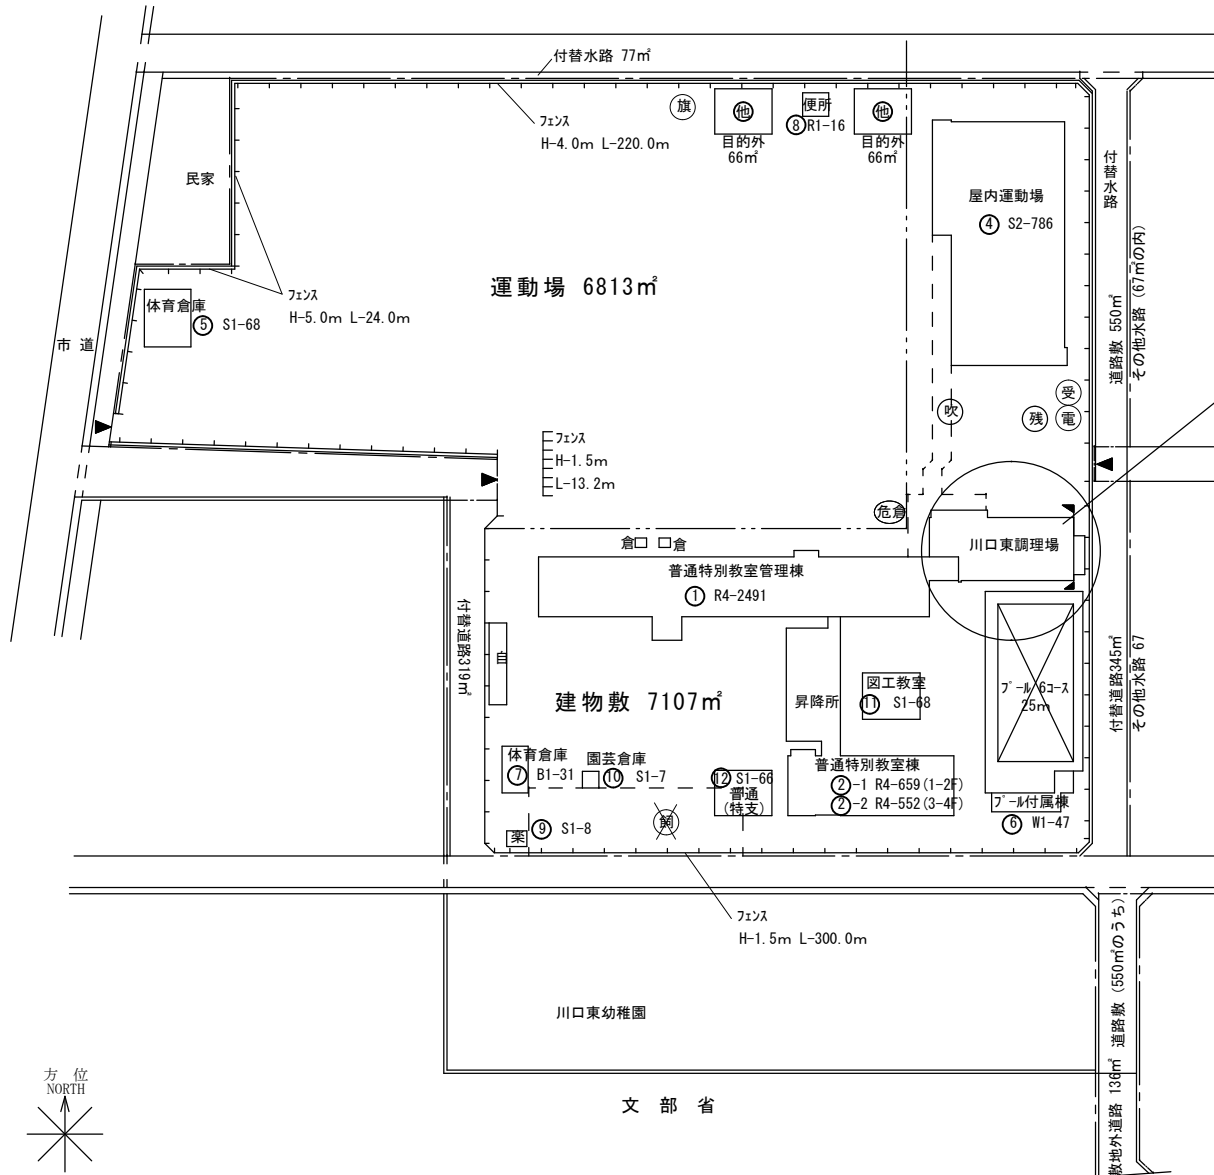 付替水路 77㎡
旗
他
便所
他
⑧R1-16
目的外
66㎡
目的外
66㎡
フェンス
H-4.0m L-220.0m
民家
屋内運動場
④ S2-786
付替水路
運動場 6813㎡
フェンス
H-5.0m L-24.0m
体育倉庫
⑤ S1-68
市 道
道路敷 550㎡
その他水路 (67㎡の内)
受
吹
残
電
フェンス
H-1.5m
L-13.2m
危倉
川口東調理場
倉
倉
普通特別教室管理棟
① R4-2491
付替道路319㎡
自
建物敷 7107㎡
昇降所
図工教室
⑪ S1-68
プール 6コース
25m
付替道路345㎡
その他水路 67
体育倉庫
⑦ B1-31
園芸倉庫
⑩ S1-7
⑫ S1-66
普通
(特支)
普通特別教室棟
②-1 R4-659(1-2F)
②-2 R4-552(3-4F)
プール付属棟
⑥ W1-47
楽
⑨ S1-8
飼
フェンス
H-1.5m L-300.0m
川口東幼稚園
敷地外道路 136㎡ 道路敷 (550㎡のうち)
方 位
NORTH
文 部 省